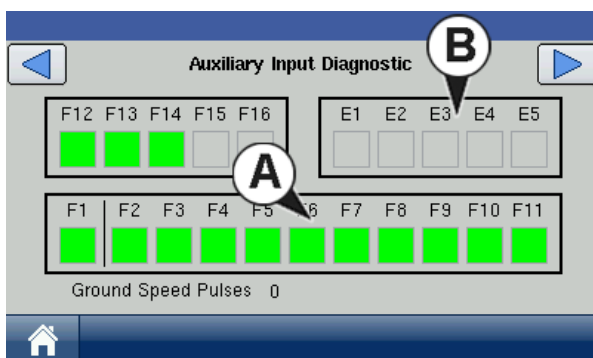 Auxiliary Input Diagnostic
B
F12 F13 F14 F15 F16
E1 E2 E3 E4 E5
A
F1 F2 F3 F4 F5 F6 F7 F8 F9 F10 F11
Ground Speed Pulses 0